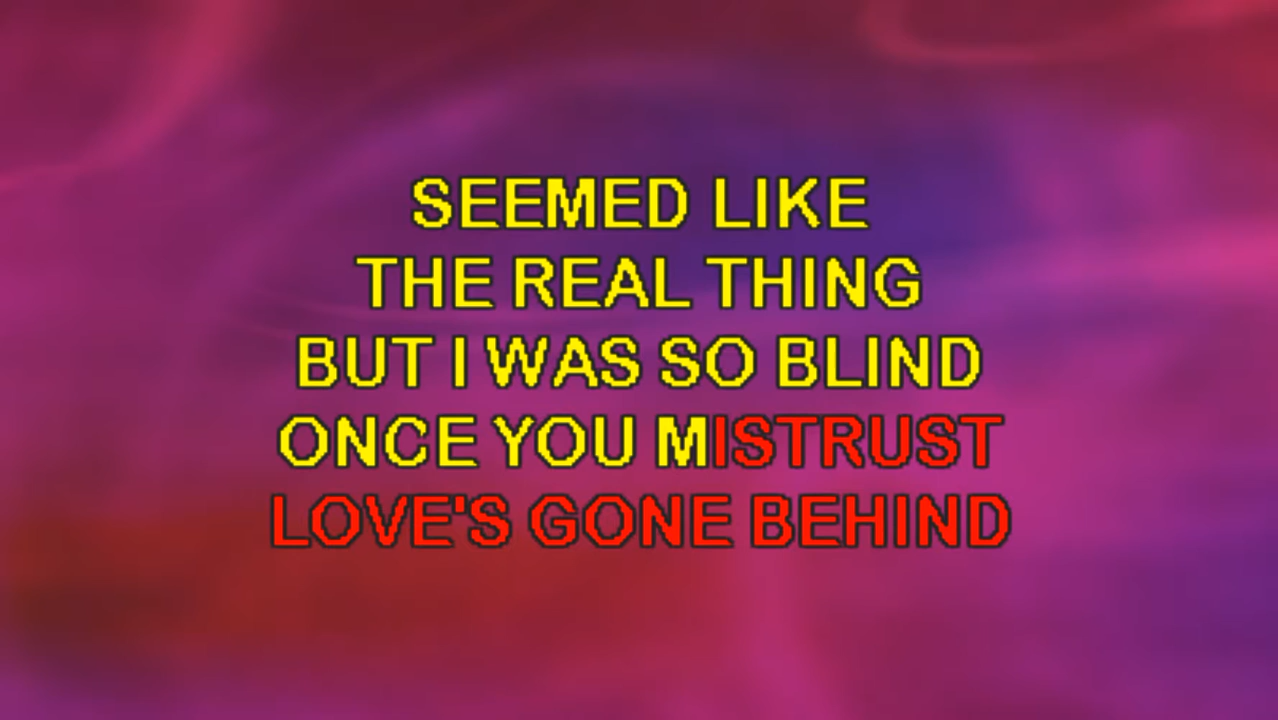 SEEMED LIKE
THE REAL THING
BUT I WAS SO BLIND
ONCE YOU MISTRUST
LOVE'S GONE BEHIND